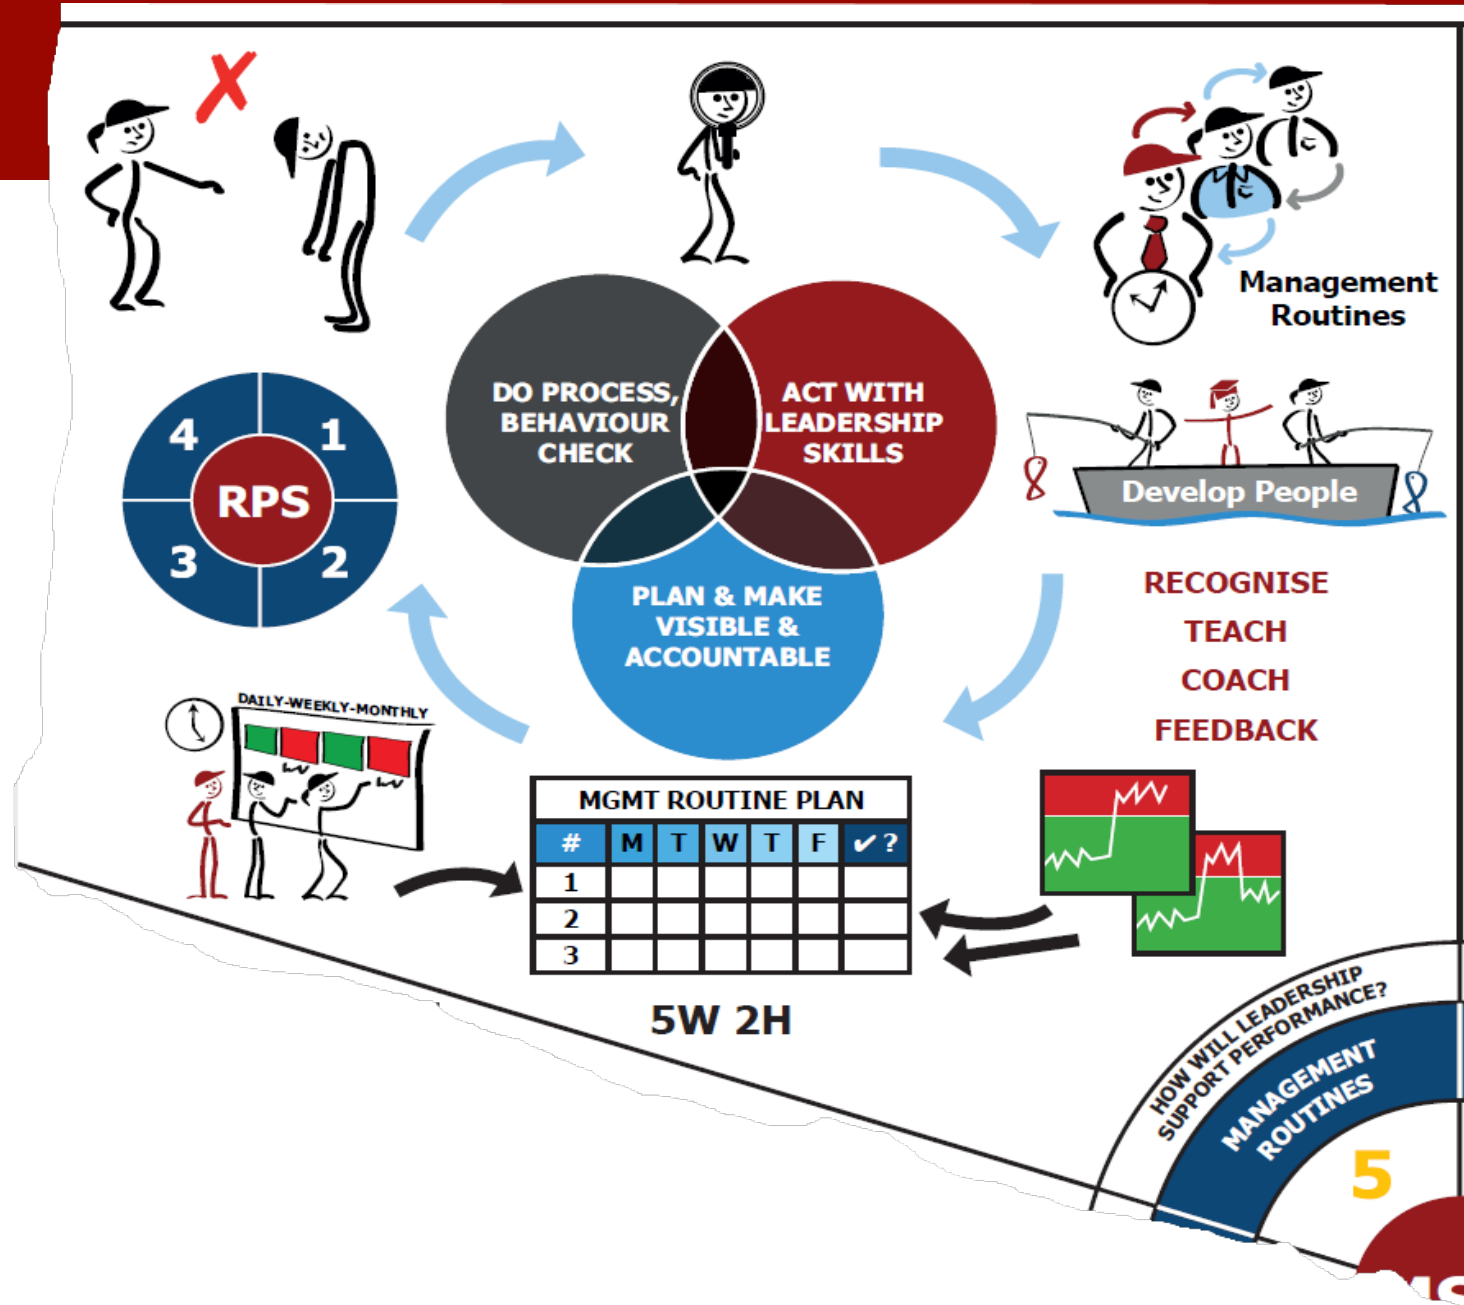 Management
Routines
DO PROCESS,
BEHAVIOUR
CHECK
ACT WITH
LEADERSHIP
SKILLS
PLAN & MAKE
VISIBLE &
ACCOUNTABLE
4 1
RPS
3 2
Develop People
RECOGNISE
TEACH
COACH
FEEDBACK
DAILY-WEEKLY-MONTHLY
MGMT ROUTINE PLAN
# M T W T F ✔ ?
1
2
3
5W 2H
HOW WILL LEADERSHIP
SUPPORT PERFORMANCE?
MANAGEMENT
ROUTINES
5